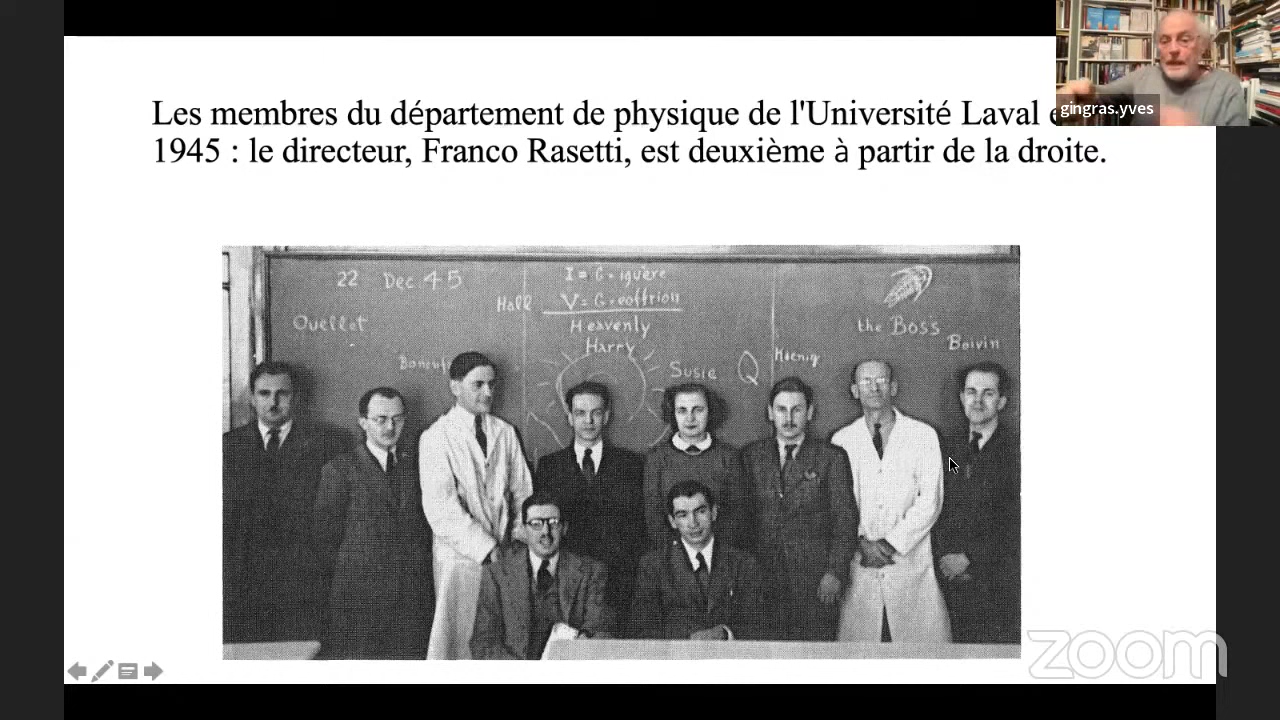 Les membres du département de physique de l'Université Laval
1945 : le directeur, Franco Rasetti, est deuxième à partir de la droite.
gingras.yves
22 Dec 45
I = G. iguère
Hall V = G. eoffrion
Heavenly
Harry
Ouellet
Susie Q
Koenig
the Boss
Boivin
zoom